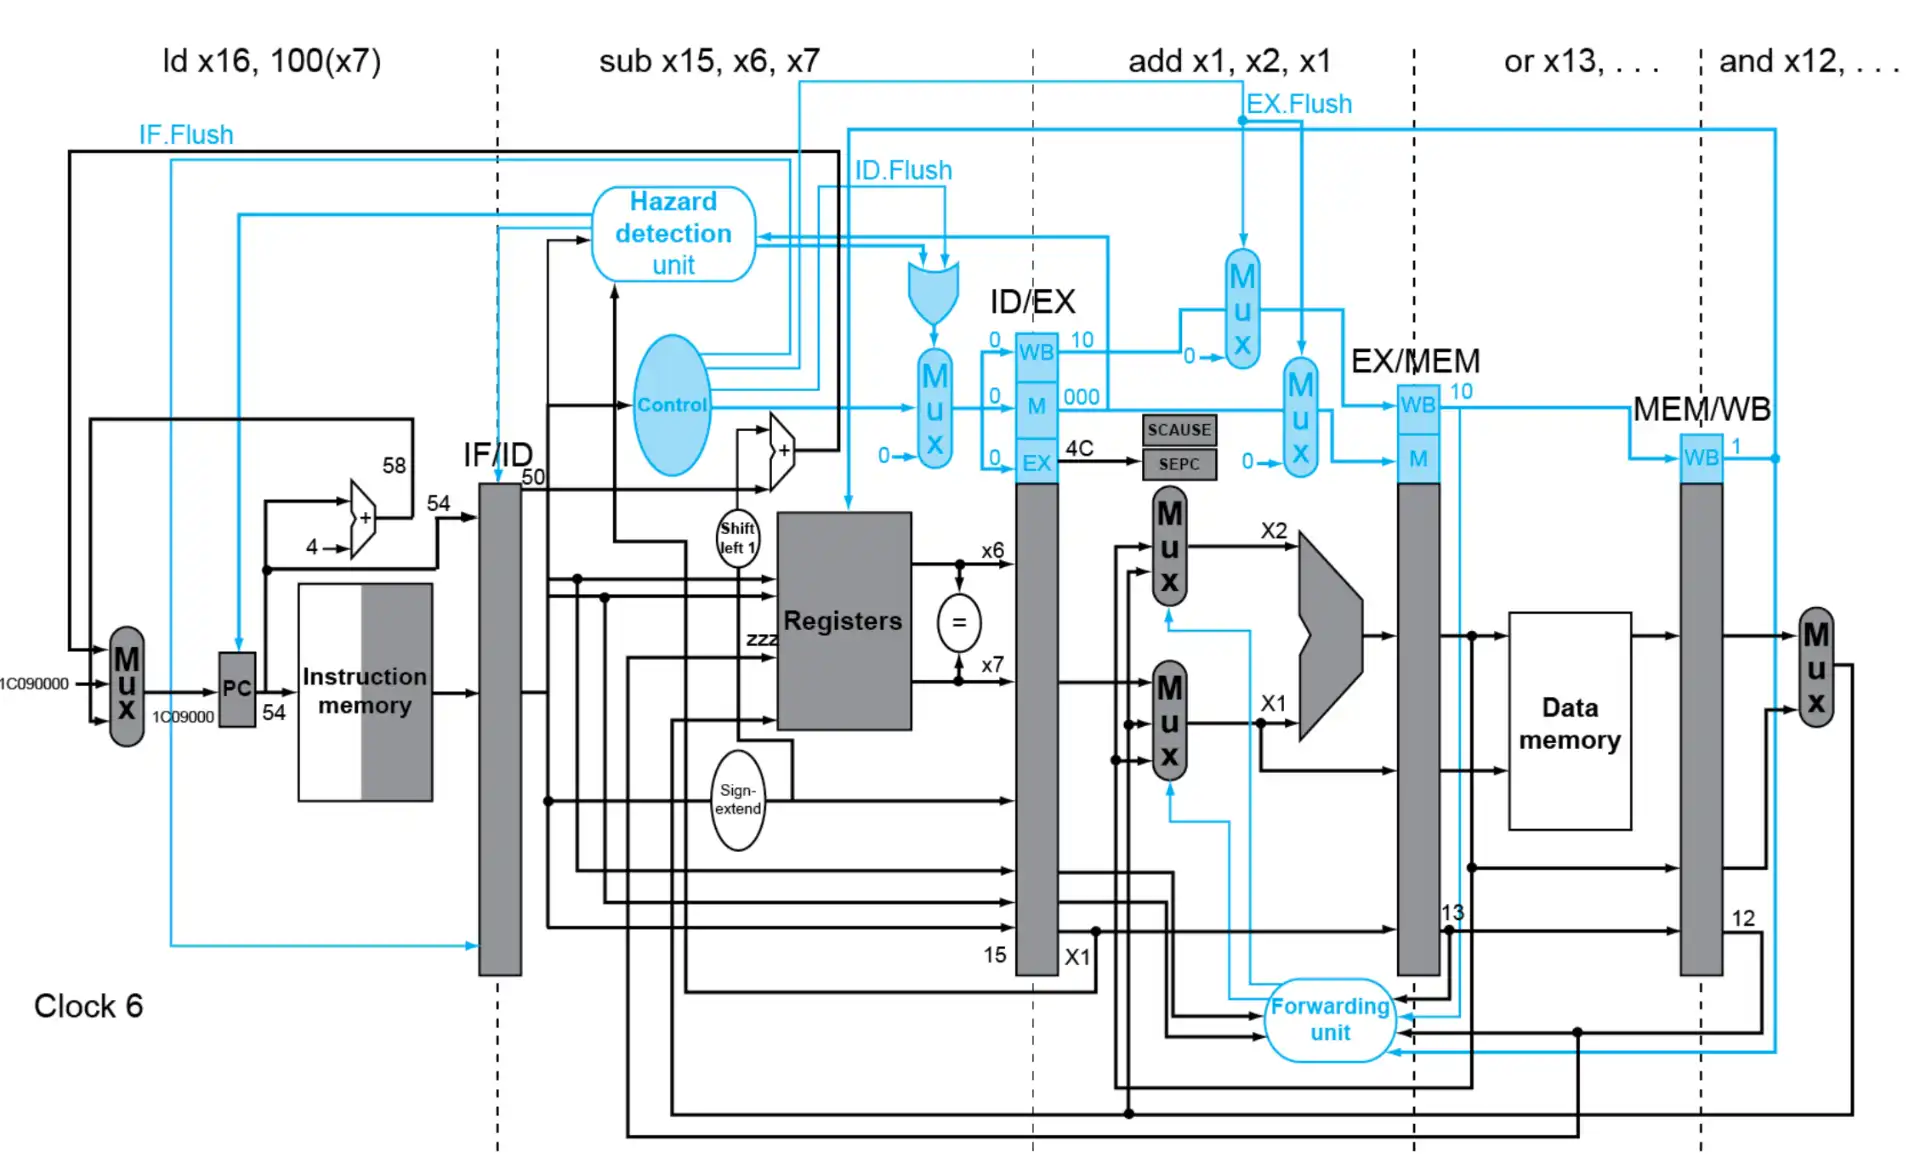 ld x16, 100(x7)
sub x15, x6, x7
add x1, x2, x1
or x13, . . .
and x12, . . .
EX.Flush
IF.Flush
ID.Flush
Hazard
detection
unit
ID/EX
M
u
x
0
WB
10
0
M
u
x
0
M
000
0
EX
4C
Control
M
u
x
0
SCAUSE
SEPC
M
u
x
0
EX/MEM
WB
10
M
MEM/WB
WB
1
58
IF/ID
50
54
+
4
+
Shift
left 1
M
u
x
X2
x6
Registers
=
zzz
x7
M
u
x
X1
M
u
x
1C090000
1C09000
PC
54
Instruction
memory
Data
memory
M
u
x
Sign-
extend
13
12
15
X1
Clock 6
Forwarding
unit